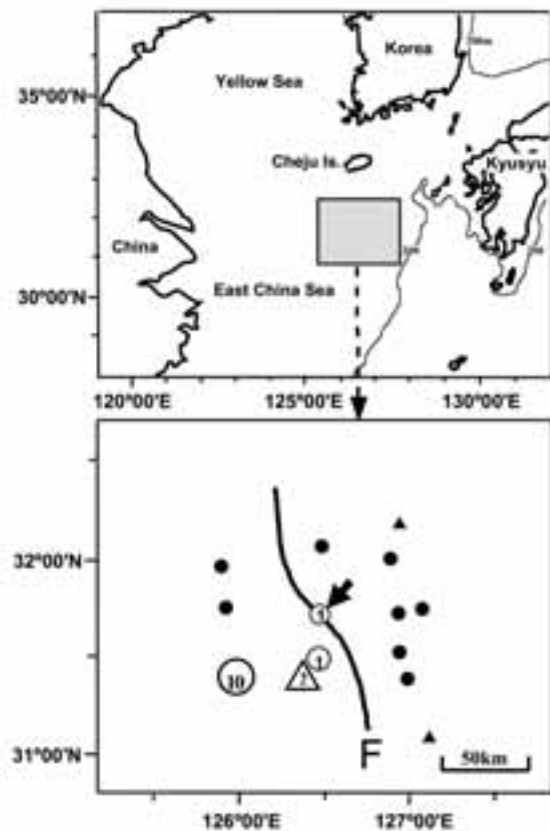 Korea
Yellow Sea
35°00'N
Cheju Is.
Kyusyu
China
East China Sea
30°00'N
120°00'E
125°00'E
130°00'E
32°00'N
1
1
10
31°00'N
F
50km
126°00'E
127°00'E